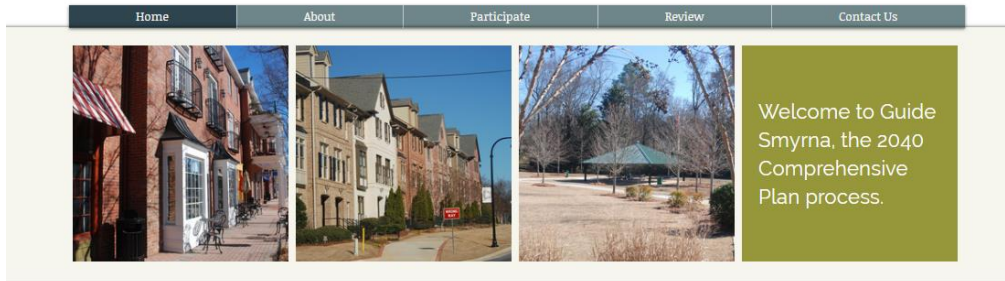 Home About Participate Review Contact Us
Welcome to Guide
Smyrna, the 2040
Comprehensive
Plan process.